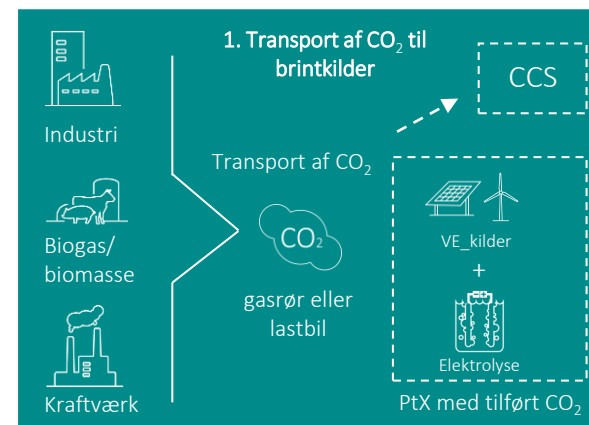 1. Transport af CO₂ til
brintkilder
CCS
Industri
Transport af CO₂
Biogas/
biomasse
CO₂
gasrør eller
lastbil
VE_kilder
+
Elektrolyse
Kraftværk
PtX med tilført CO₂